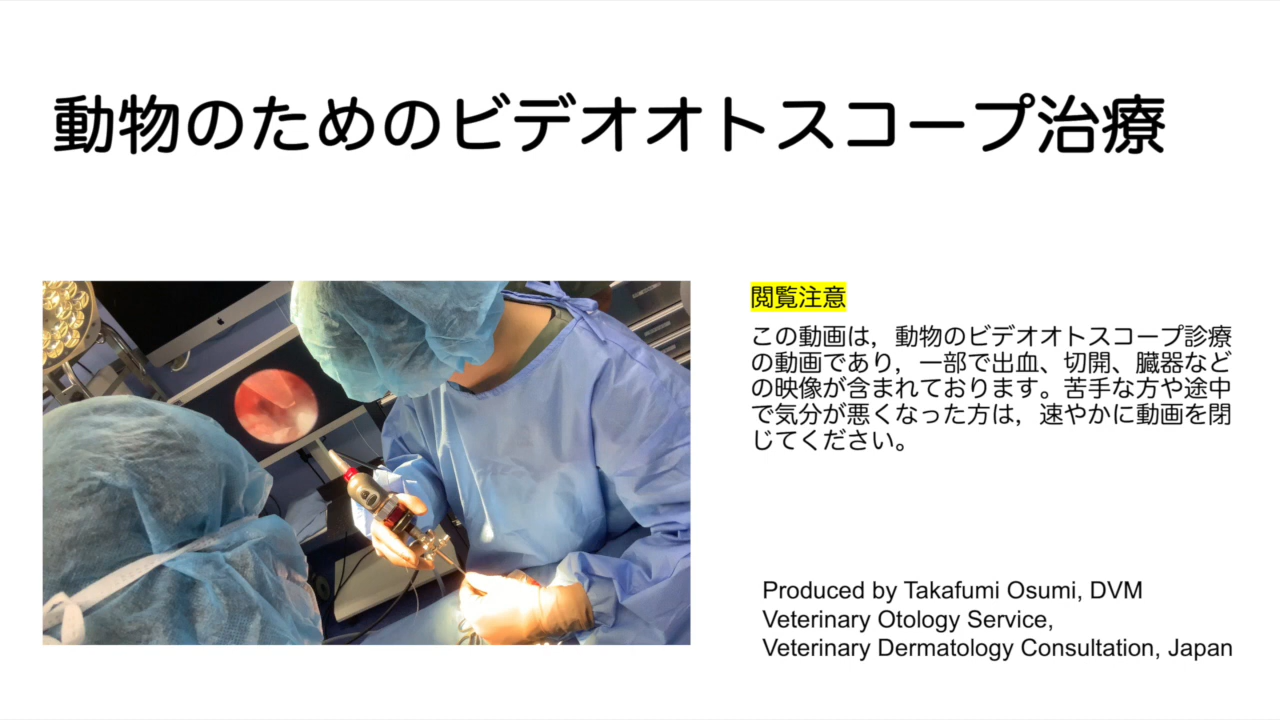 動物のためのビデオオトスコープ治療
閲覧注意
この動画は，動物のビデオオトスコープ診療
の動画であり，一部で出血、切開、臓器など
の映像が含まれております。苦手な方や途中
で気分が悪くなった方は，速やかに動画を閉
じてください。
Produced by Takafumi Osumi, DVM
Veterinary Otology Service,
Veterinary Dermatology Consultation, Japan